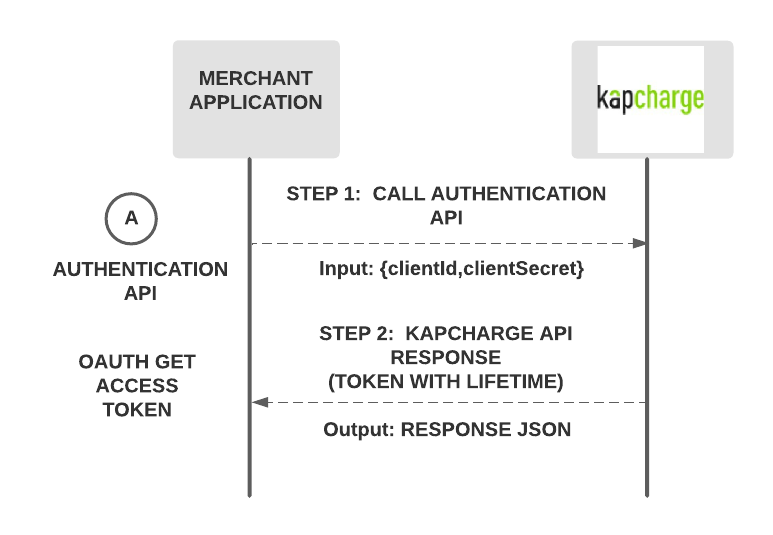 MERCHANT
APPLICATION
kapcharge
STEP 1: CALL AUTHENTICATION
API
A
Input: {clientId,clientSecret}
AUTHENTICATION
API
STEP 2: KAPCHARGE API
RESPONSE
(TOKEN WITH LIFETIME)
OAUTH GET
ACCESS
TOKEN
Output: RESPONSE JSON